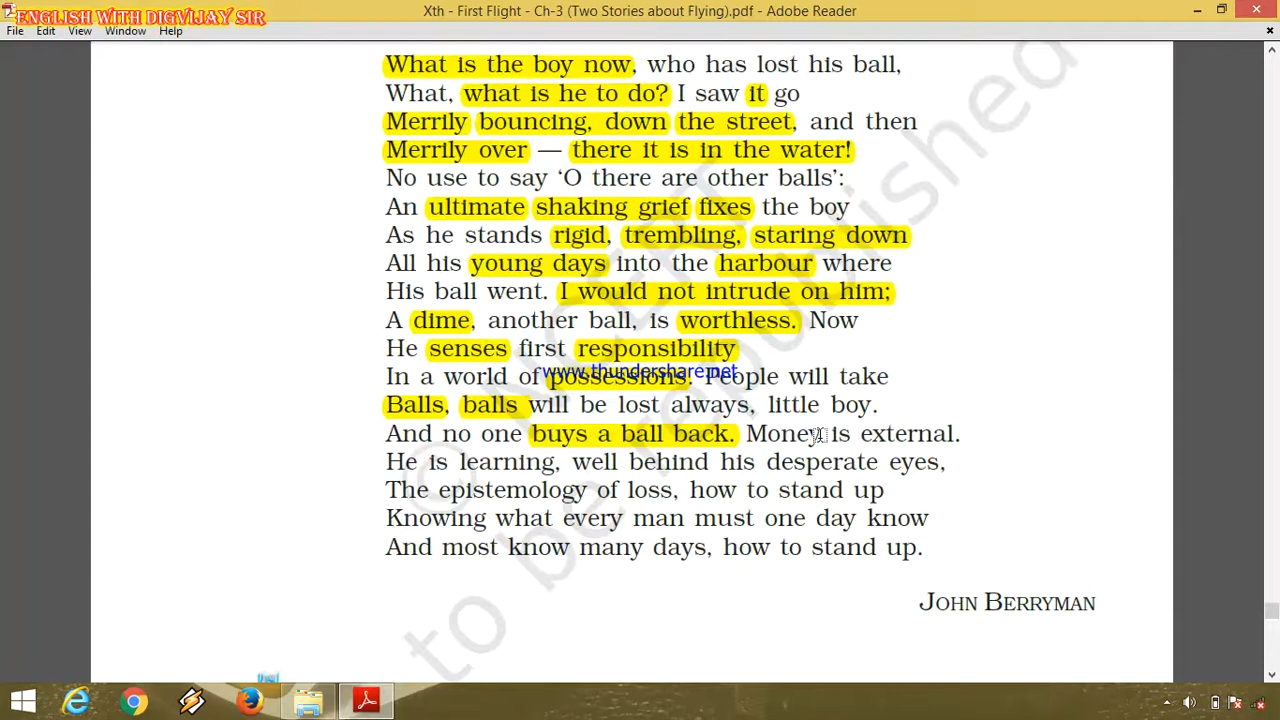 ENGLISH WITH DIGVIJAY SIR
Xth - First Flight - Ch-3 (Two Stories about Flying).pdf - Adobe Reader
File Edit View Window Help
What is the boy now, who has lost his ball,
What, what is he to do? I saw it go
Merrily bouncing, down the street, and then
Merrily over — there it is in the water!
No use to say ‘O there are other balls’:
An ultimate shaking grief fixes the boy
As he stands rigid, trembling, staring down
All his young days into the harbour where
His ball went. I would not intrude on him;
A dime, another ball, is worthless. Now
He senses first responsibility
www.thundershare.net
In a world of possessions. People will take
Balls, balls will be lost always, little boy.
And no one buys a ball back. Money is external.
He is learning, well behind his desperate eyes,
The epistemology of loss, how to stand up
Knowing what every man must one day know
And most know many days, how to stand up.
JOHN BERRYMAN
© NCERT
to be republished